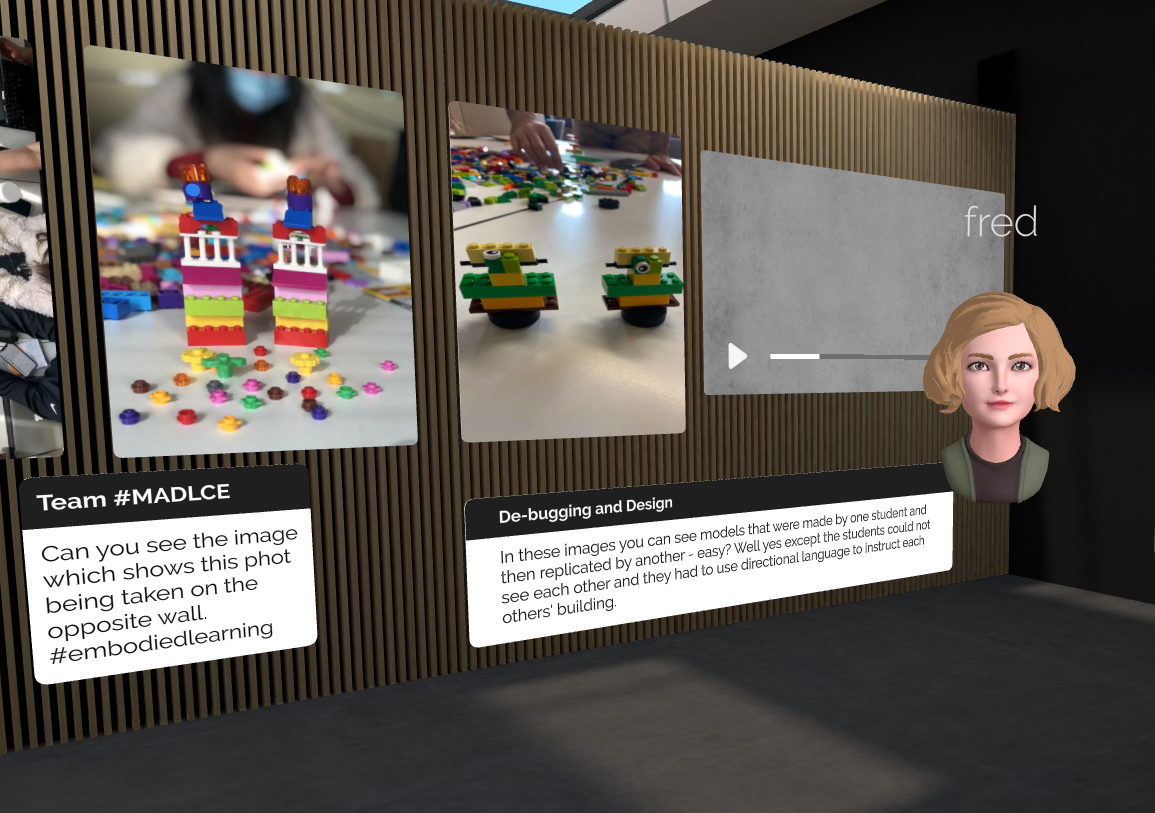 fred
Team #MADLCE
Can you see the image
which shows this phot
being taken on the
opposite wall.
#embodiedlearning
De-bugging and Design
In these images you can see models that were made by one student and
then replicated by another - easy? Well yes except the students could not
see each other and they had to use directional language to instruct each
others' building.